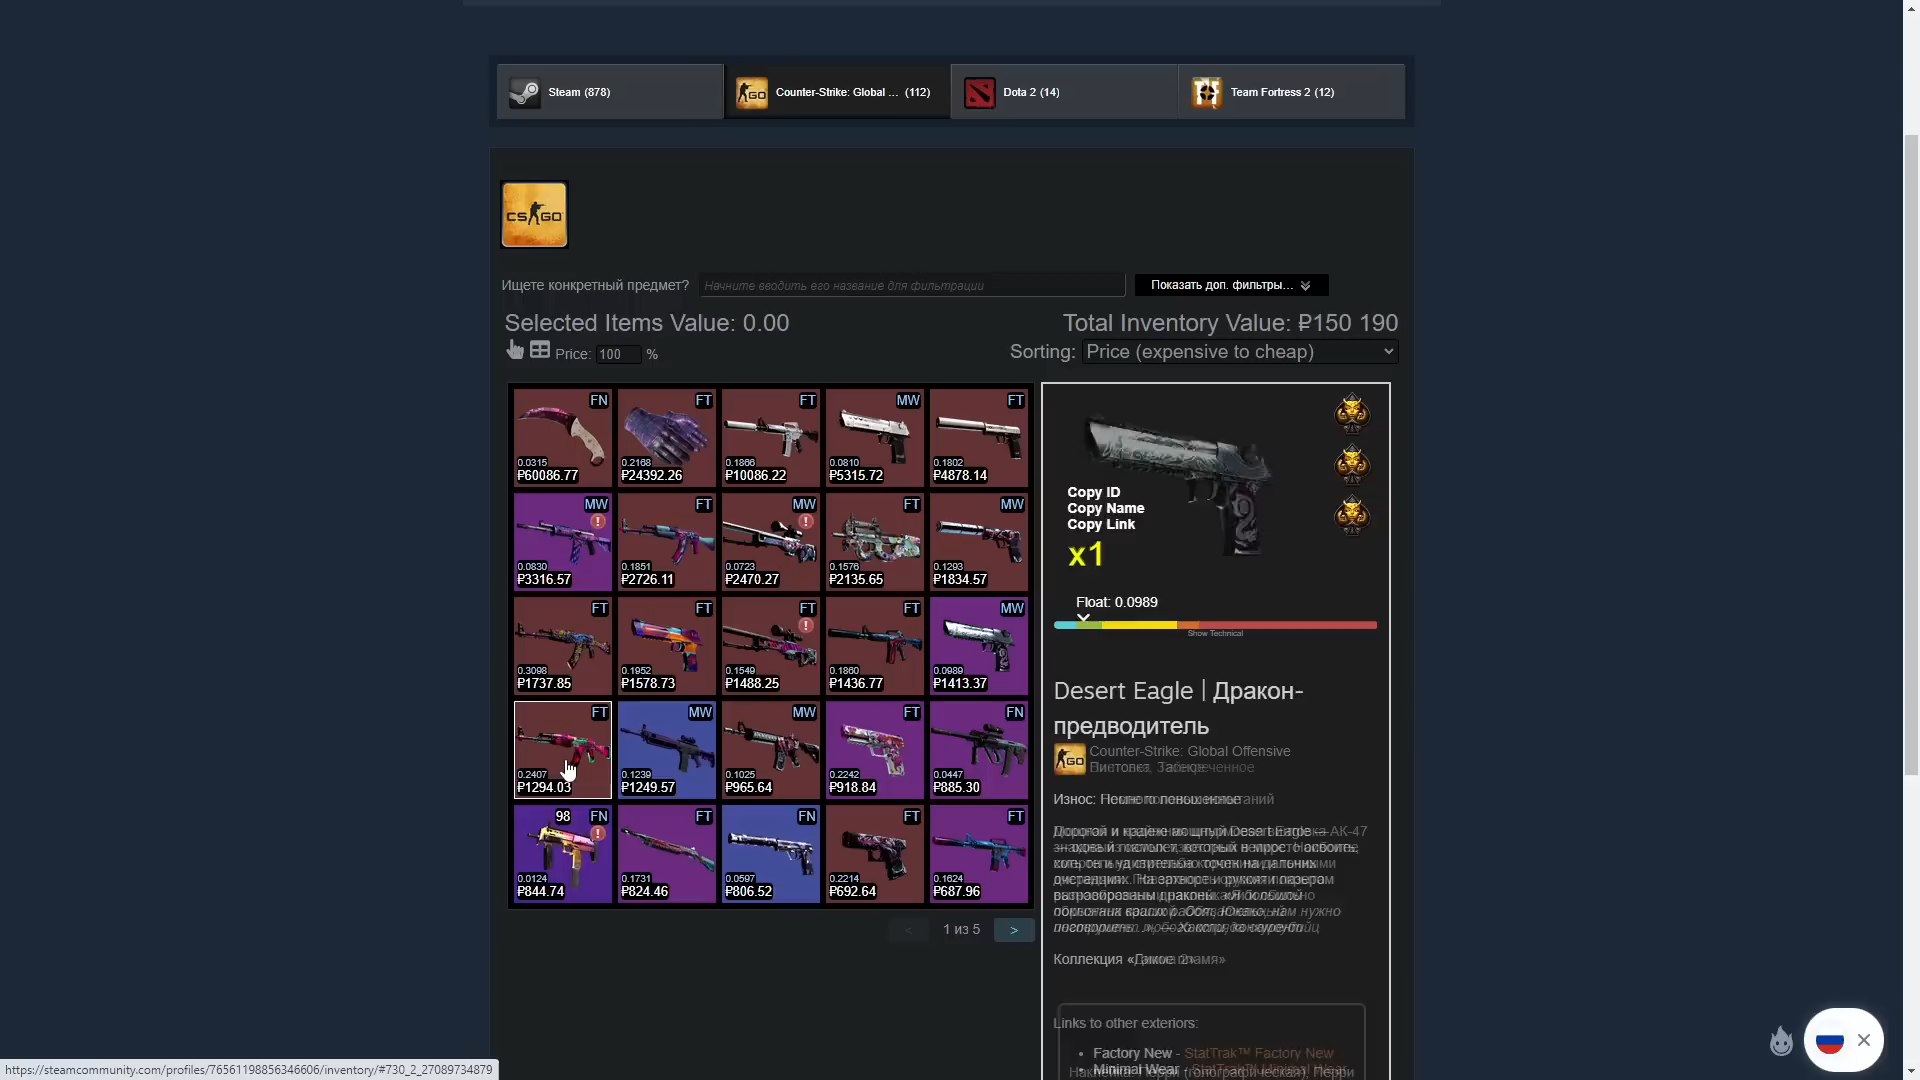 Steam (878)
Counter-Strike: Global ... (112)
Dota 2 (14)
Team Fortress 2 (12)
CS GO
Ищете конкретный предмет?
Начните вводить его название для фильтрации
Показать доп. фильтры...
Selected Items Value: 0.00
Total Inventory Value: ₽150 190
Price: 100 %
Sorting: Price (expensive to cheap)
FN
0.0315
₽60086.77
FT
0.2168
₽24392.26
FT
0.1866
₽10086.22
MW
0.0810
₽5315.72
FT
0.1802
₽4878.14
MW
0.0830
₽3316.57
FT
0.1851
₽2726.11
MW
0.0723
₽2470.27
FT
0.1576
₽2135.65
MW
0.1293
₽1834.57
FT
0.3098
₽1737.85
FT
0.1952
₽1578.73
FT
0.1549
₽1488.25
FT
0.1860
₽1436.77
MW
0.0989
₽1413.37
FT
0.2407
₽1294.03
MW
0.1239
₽1249.57
MW
0.1025
₽965.64
FT
0.2242
₽918.84
FN
0.0447
₽885.30
98 FN
0.0124
₽844.74
FT
0.1731
₽824.46
FN
0.0597
₽806.52
FT
0.2214
₽692.64
FT
0.1624
₽687.96
< 1 из 5 >
Copy ID
Copy Name
Copy Link
x1
Float: 0.0989
Show Technical
Desert Eagle | Дракон-
предводитель
Counter-Strike: Global Offensive
Износ:
Коллекция
Links to other exteriors:
Factory New - StatTrak™ Factory New
Minimal Wear - StatTrak™ Minimal Wear
https://steamcommunity.com/profiles/76561198856346606/inventory/#730_2_27089734879